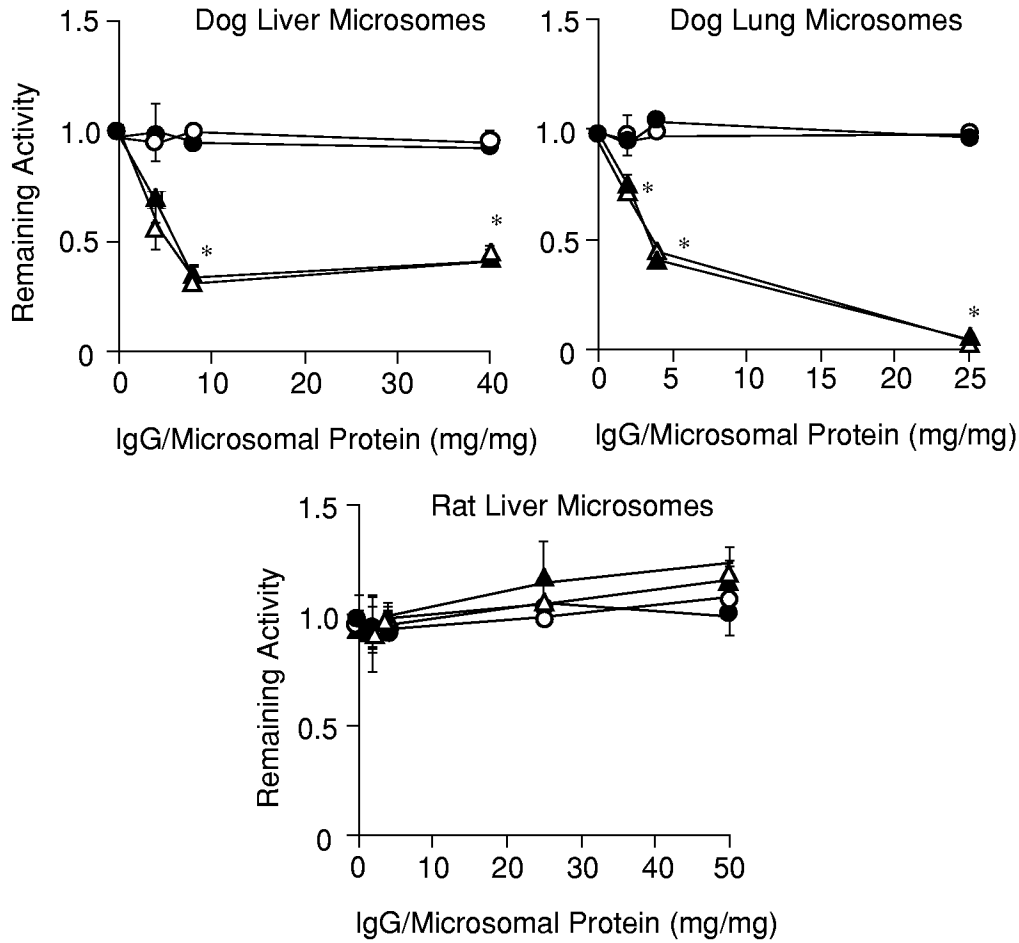 Dog Liver Microsomes
1.5
1.0
0.5
0
Remaining Activity
*
*
0 10 20 30 40
IgG/Microsomal Protein (mg/mg)
Dog Lung Microsomes
1.5
1.0
0.5
0
*
*
*
0 5 10 15 20 25
IgG/Microsomal Protein (mg/mg)
Rat Liver Microsomes
1.5
1.0
0.5
0
Remaining Activity
0 10 20 30 40 50
IgG/Microsomal Protein (mg/mg)